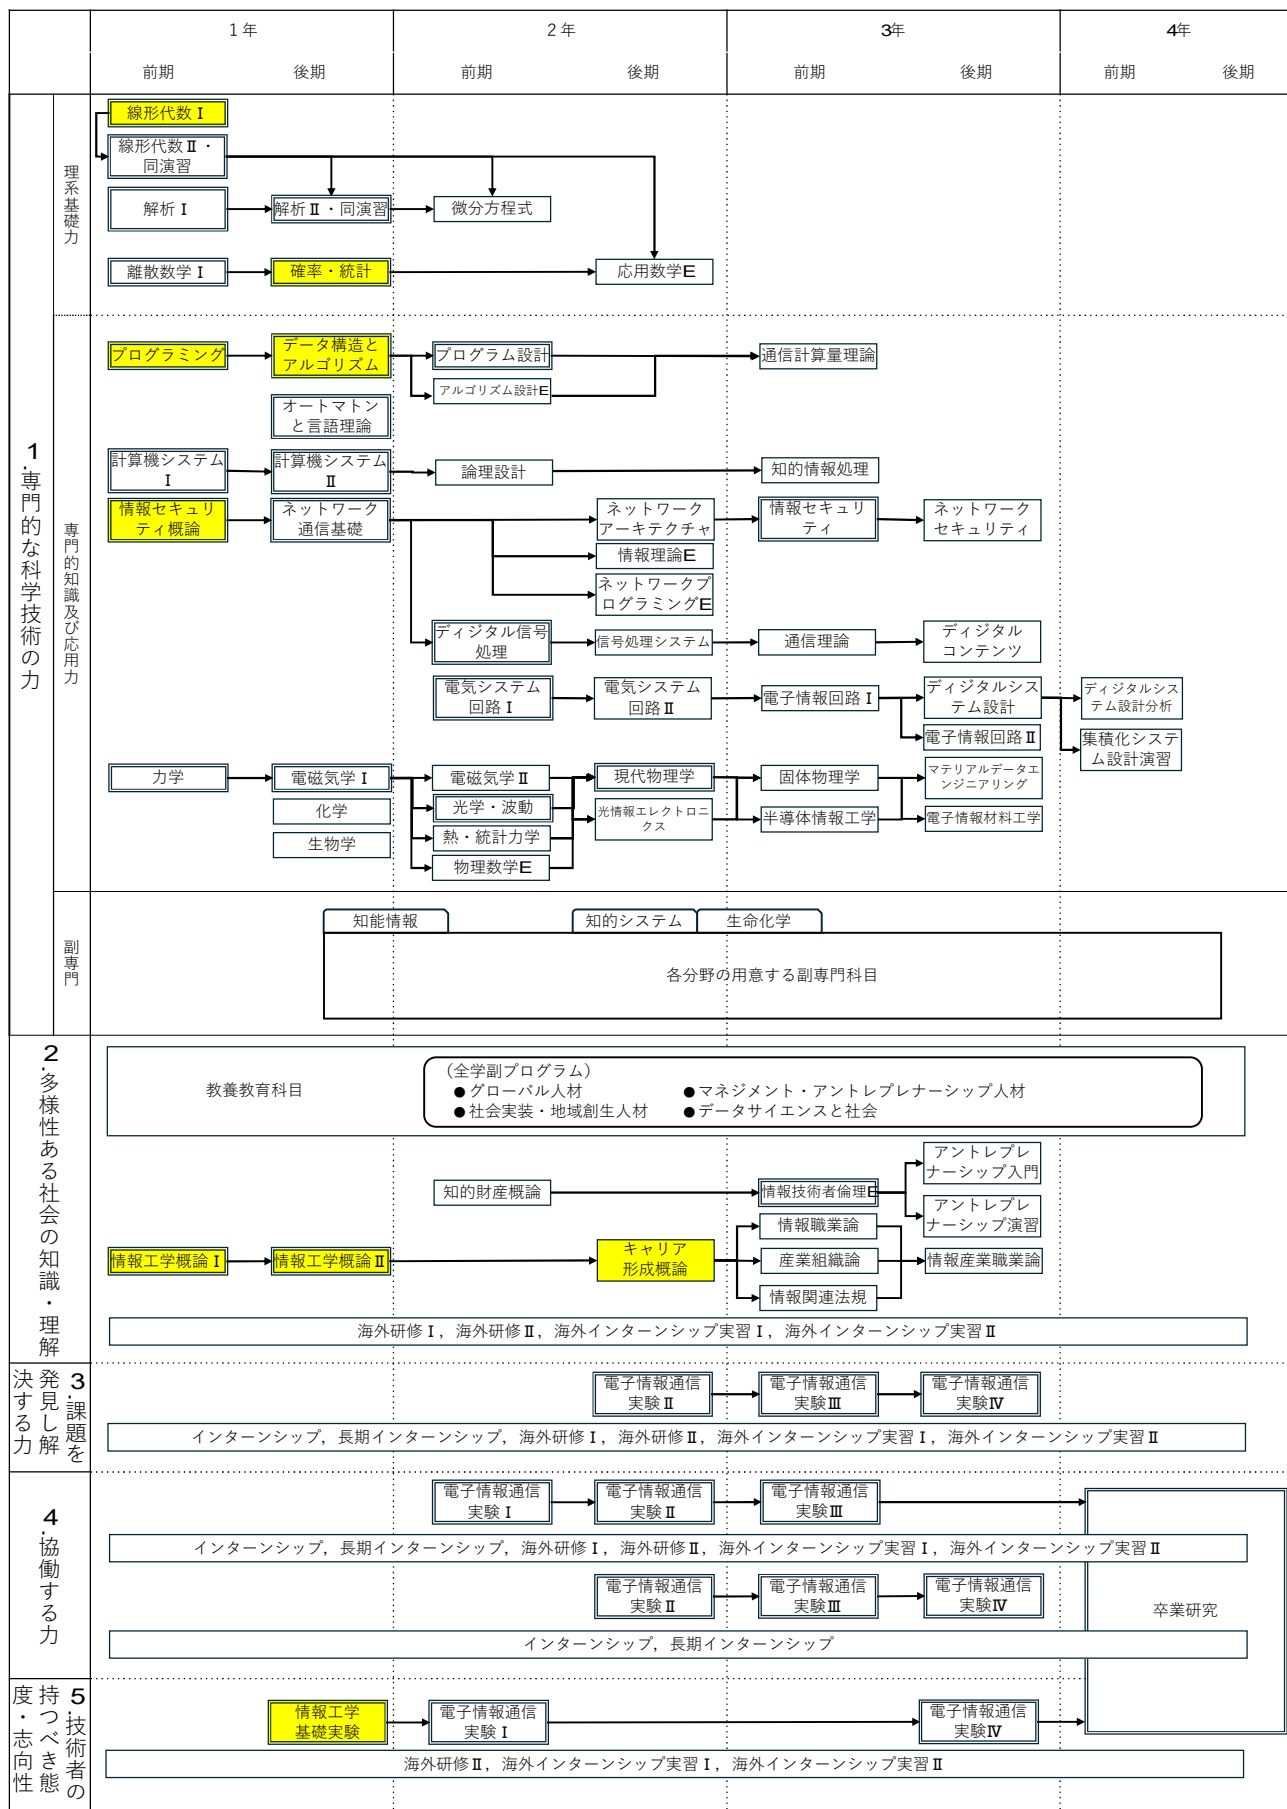 1年
2年
3年
4年
前期
後期
前期
後期
前期
後期
前期
後期
1.専門的な科学技術の力
理系基礎力
線形代数Ⅰ
線形代数Ⅱ・
同演習
解析Ⅰ
解析Ⅱ・同演習
微分方程式
離散数学Ⅰ
確率・統計
応用数学E
専門的知識及び応用力
プログラミング
データ構造と
アルゴリズム
プログラム設計
通信計算量理論
アルゴリズム設計E
オートマトン
と言語理論
計算機システム
Ⅰ
計算機システム
Ⅱ
論理設計
知的情報処理
情報セキュリ
ティ概論
ネットワーク
通信基礎
ネットワーク
アーキテクチャ
情報セキュリ
ティ
ネットワーク
セキュリティ
情報理論E
ネットワークプ
ログラミングE
ディジタル信号
処理
信号処理システム
通信理論
ディジタル
コンテンツ
電気システム
回路Ⅰ
電気システム
回路Ⅱ
電子情報回路Ⅰ
ディジタルシス
テム設計
ディジタルシス
テム設計分析
電子情報回路Ⅱ
集積化システ
ム設計演習
力学
電磁気学Ⅰ
電磁気学Ⅱ
現代物理学
固体物理学
マテリアルデータエ
ンジニアリング
化学
光学・波動
光情報エレクトロニ
クス
半導体情報工学
電子情報材料工学
生物学
熱・統計力学
物理数学E
副専門
知能情報
知的システム
生命化学
各分野の用意する副専門科目
2.多様性ある社会の知識・理解
教養教育科目
(全学副プログラム)
●グローバル人材
●マネジメント・アントレプレナーシップ人材
●社会実装・地域創生人材
●データサイエンスと社会
知的財産概論
情報技術者倫理E
アントレプレ
ナーシップ入門
アントレプレ
ナーシップ演習
情報工学概論Ⅰ
情報工学概論Ⅱ
キャリア
形成概論
情報職業論
産業組織論
情報関連法規
情報産業職業論
海外研修Ⅰ,海外研修Ⅱ,海外インターンシップ実習Ⅰ,海外インターンシップ実習Ⅱ
3.課題を
発見し解
決する力
電子情報通信
実験Ⅱ
電子情報通信
実験Ⅲ
電子情報通信
実験Ⅳ
インターンシップ,長期インターンシップ,海外研修Ⅰ,海外研修Ⅱ,海外インターンシップ実習Ⅰ,海外インターンシップ実習Ⅱ
4.協働する力
電子情報通信
実験Ⅰ
電子情報通信
実験Ⅱ
電子情報通信
実験Ⅲ
インターンシップ,長期インターンシップ,海外研修Ⅰ,海外研修Ⅱ,海外インターンシップ実習Ⅰ,海外インターンシップ実習Ⅱ
電子情報通信
実験Ⅱ
電子情報通信
実験Ⅲ
電子情報通信
実験Ⅳ
卒業研究
インターンシップ,長期インターンシップ
5.技術者の
持つべき態
度・志向性
情報工学
基礎実験
電子情報通信
実験Ⅰ
電子情報通信
実験Ⅳ
海外研修Ⅱ,海外インターンシップ実習Ⅰ,海外インターンシップ実習Ⅱ